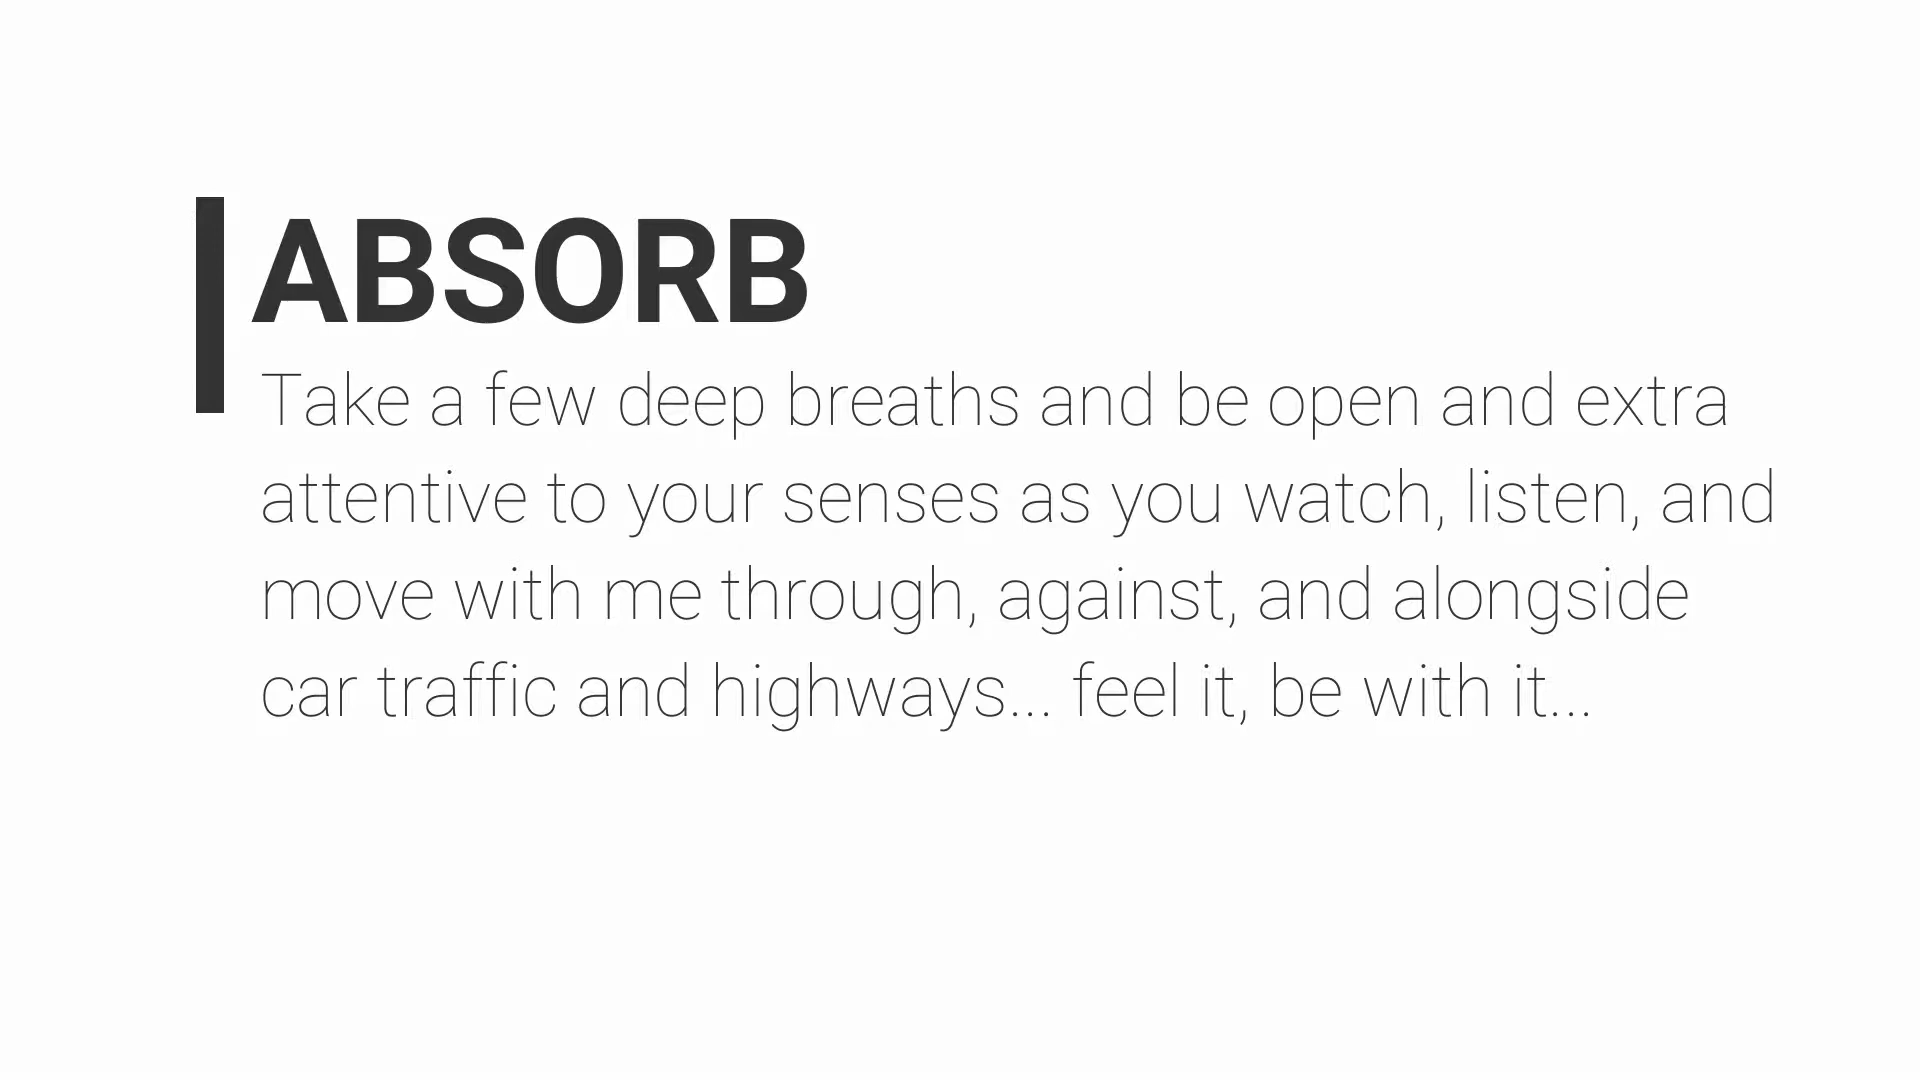 ABSORB
Take a few deep breaths and be open and extra
attentive to your senses as you watch, listen, and
move with me through, against, and alongside
car traffic and highways... feel it, be with it...